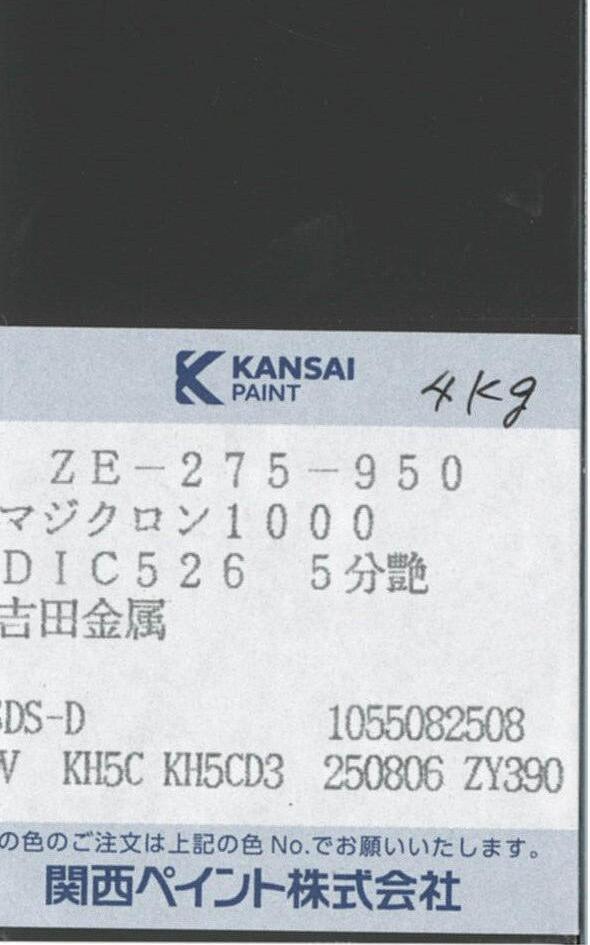 KANSAI
PAINT
4Kg
ZE-275-950
マジクロン1000
DIC526 5分艶
吉田金属
SDS-D 1055082508
V KH5C KH5CD3 250806 ZY390
の色のご注文は上記の色No.でお願いいたします。
関西ペイント株式会社